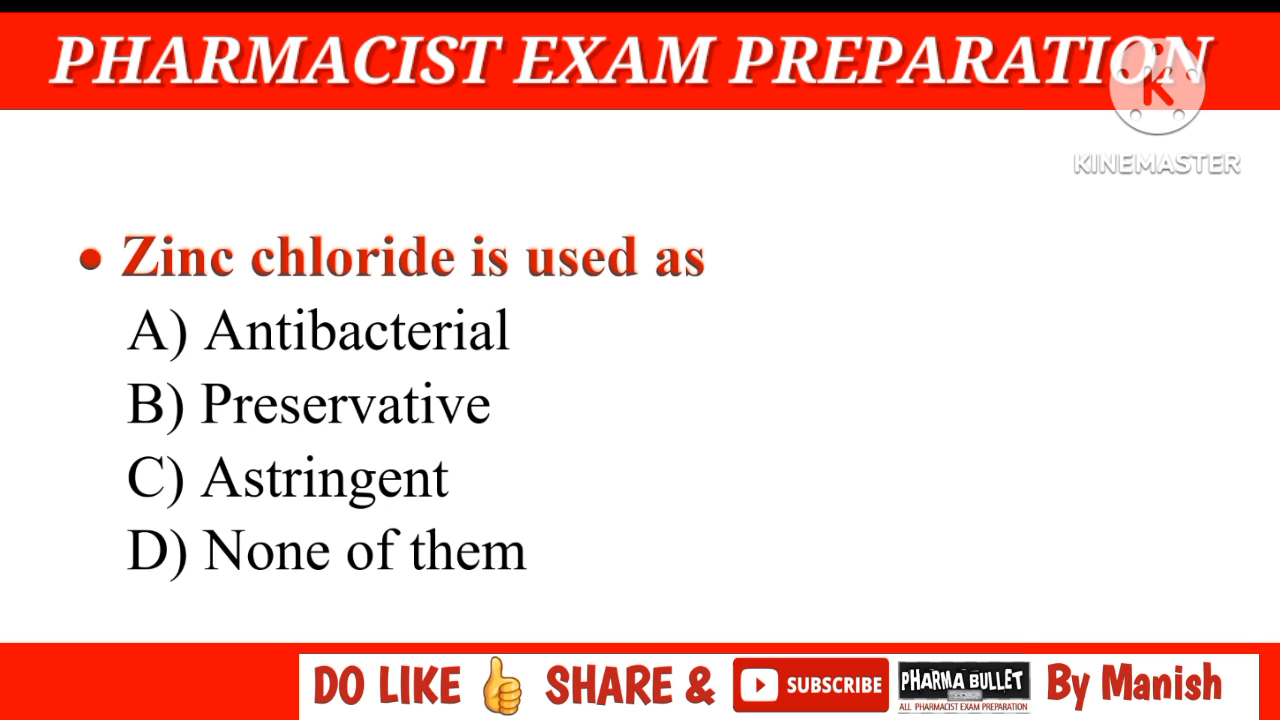 PHARMACIST EXAM PREPARATION
K
KINEMASTER
• Zinc chloride is used as
A) Antibacterial
B) Preservative
C) Astringent
D) None of them
DO LIKE 👍 SHARE & SUBSCRIBE PHARMA BULLET By Manish
ALL PHARMACIST EXAM PREPARATION